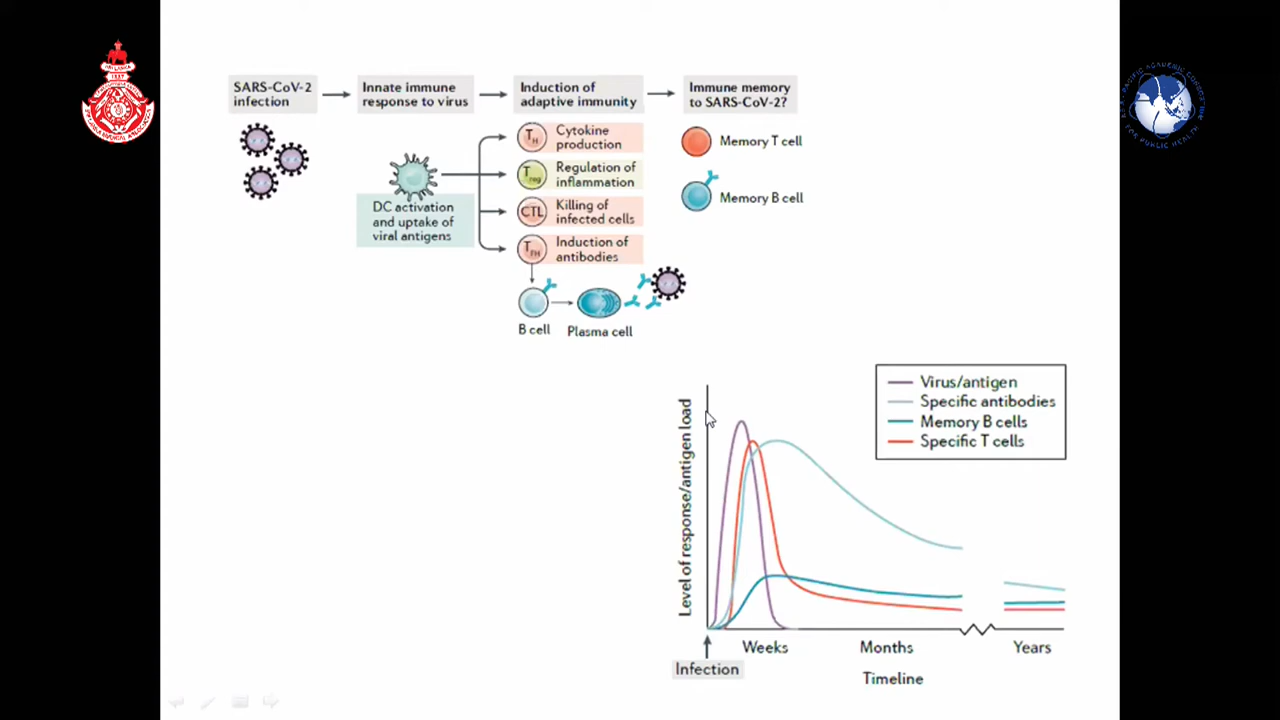 SARS-CoV-2
infection
Innate immune
response to virus
Induction of
adaptive immunity
Immune memory
to SARS-CoV-2?
DC activation
and uptake of
viral antigens
TH
Cytokine
production
Treg
Regulation of
inflammation
CTL
Killing of
infected cells
TFH
Induction of
antibodies
B cell
Plasma cell
Memory T cell
Memory B cell
Virus/antigen
Specific antibodies
Memory B cells
Specific T cells
Level of response/antigen load
Weeks
Months
Years
Infection
Timeline